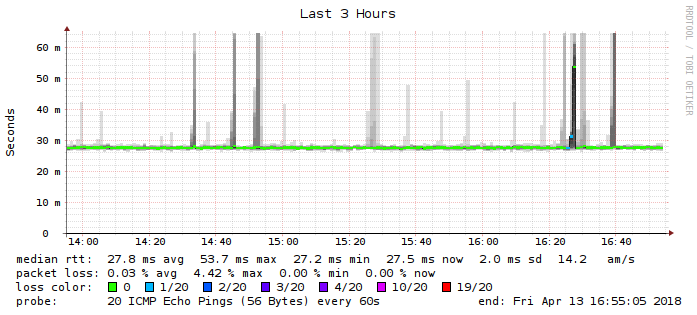 Last 3 Hours
RRDTOOL / TOBI OETIKER
Seconds
60 m
50 m
40 m
30 m
20 m
10 m
0
14:00 14:20 14:40 15:00 15:20 15:40 16:00 16:20 16:40
median rtt: 27.8 ms avg 53.7 ms max 27.2 ms min 27.5 ms now 2.0 ms sd 14.2 am/s
packet loss: 0.03 % avg 4.42 % max 0.00 % min 0.00 % now
loss color: 0 1/20 2/20 3/20 4/20 10/20 19/20
probe: 20 ICMP Echo Pings (56 Bytes) every 60s end: Fri Apr 13 16:55:05 2018